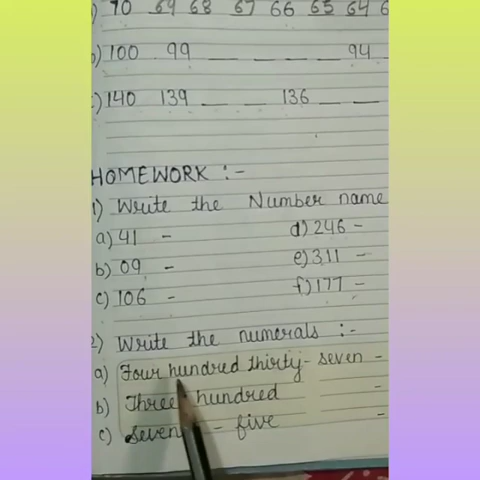 ) 70 69 68 67 66 65 64 6
) 100 99 _ _ _ _ 94 _
) 140 139 _ _ 136 _ _
HOMEWORK :-
1) Write the Number name
a) 41 - d) 246 -
b) 09 - e) 311 -
c) 106 - f) 177 -
2) Write the numerals :-
a) Four hundred thirty-seven -
b) Three hundred -
c) - five -